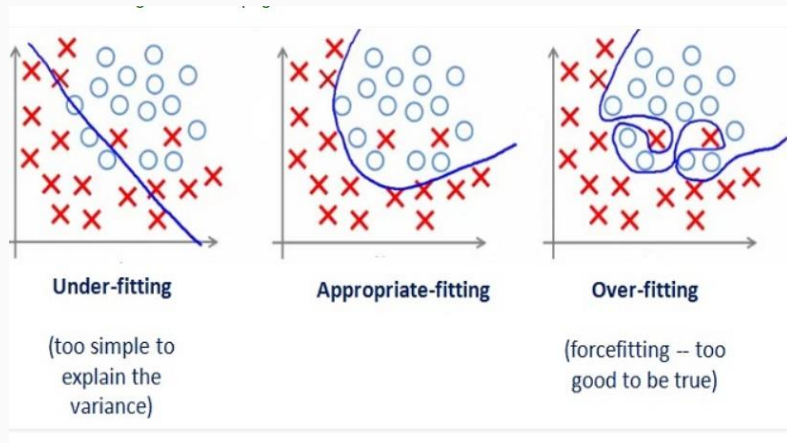 Under-fitting
(too simple to
explain the
variance)
Appropriate-fitting
Over-fitting
(forcefitting -- too
good to be true)